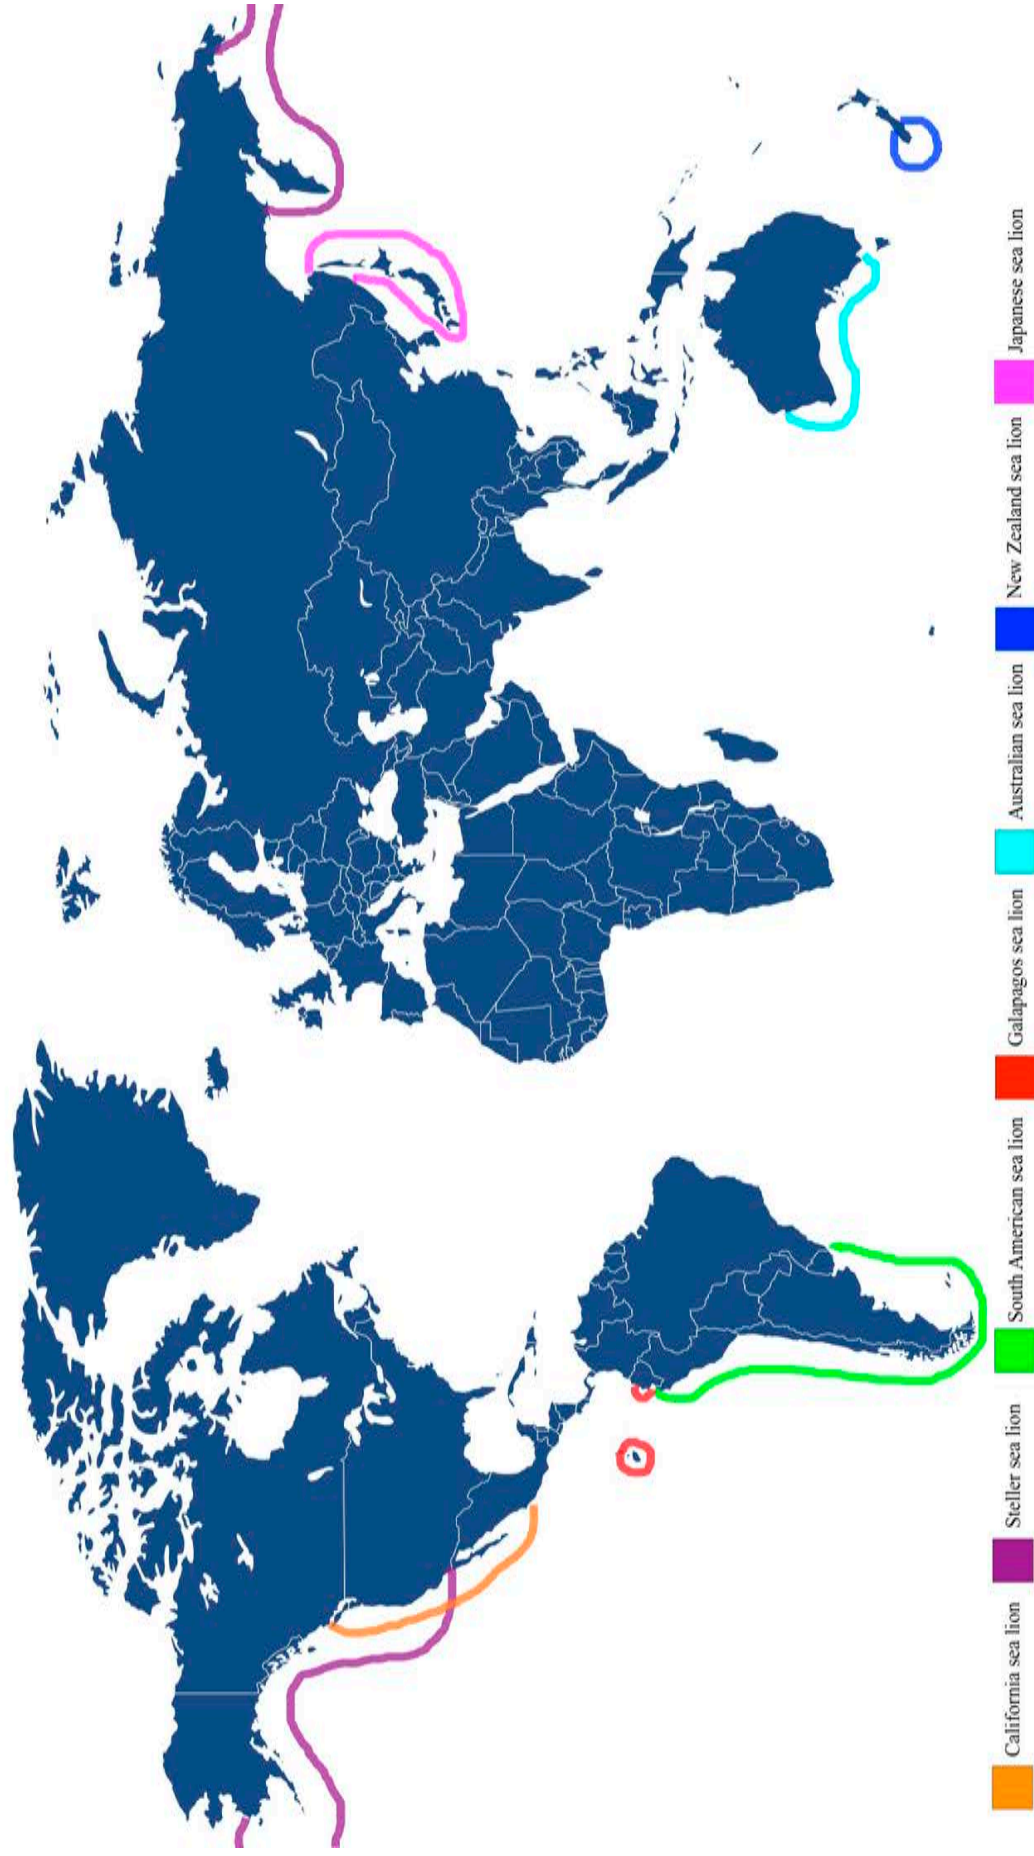 California sea lion
Steller sea lion
South American sea lion
Galapagos sea lion
Australian sea lion
New Zealand sea lion
Japanese sea lion